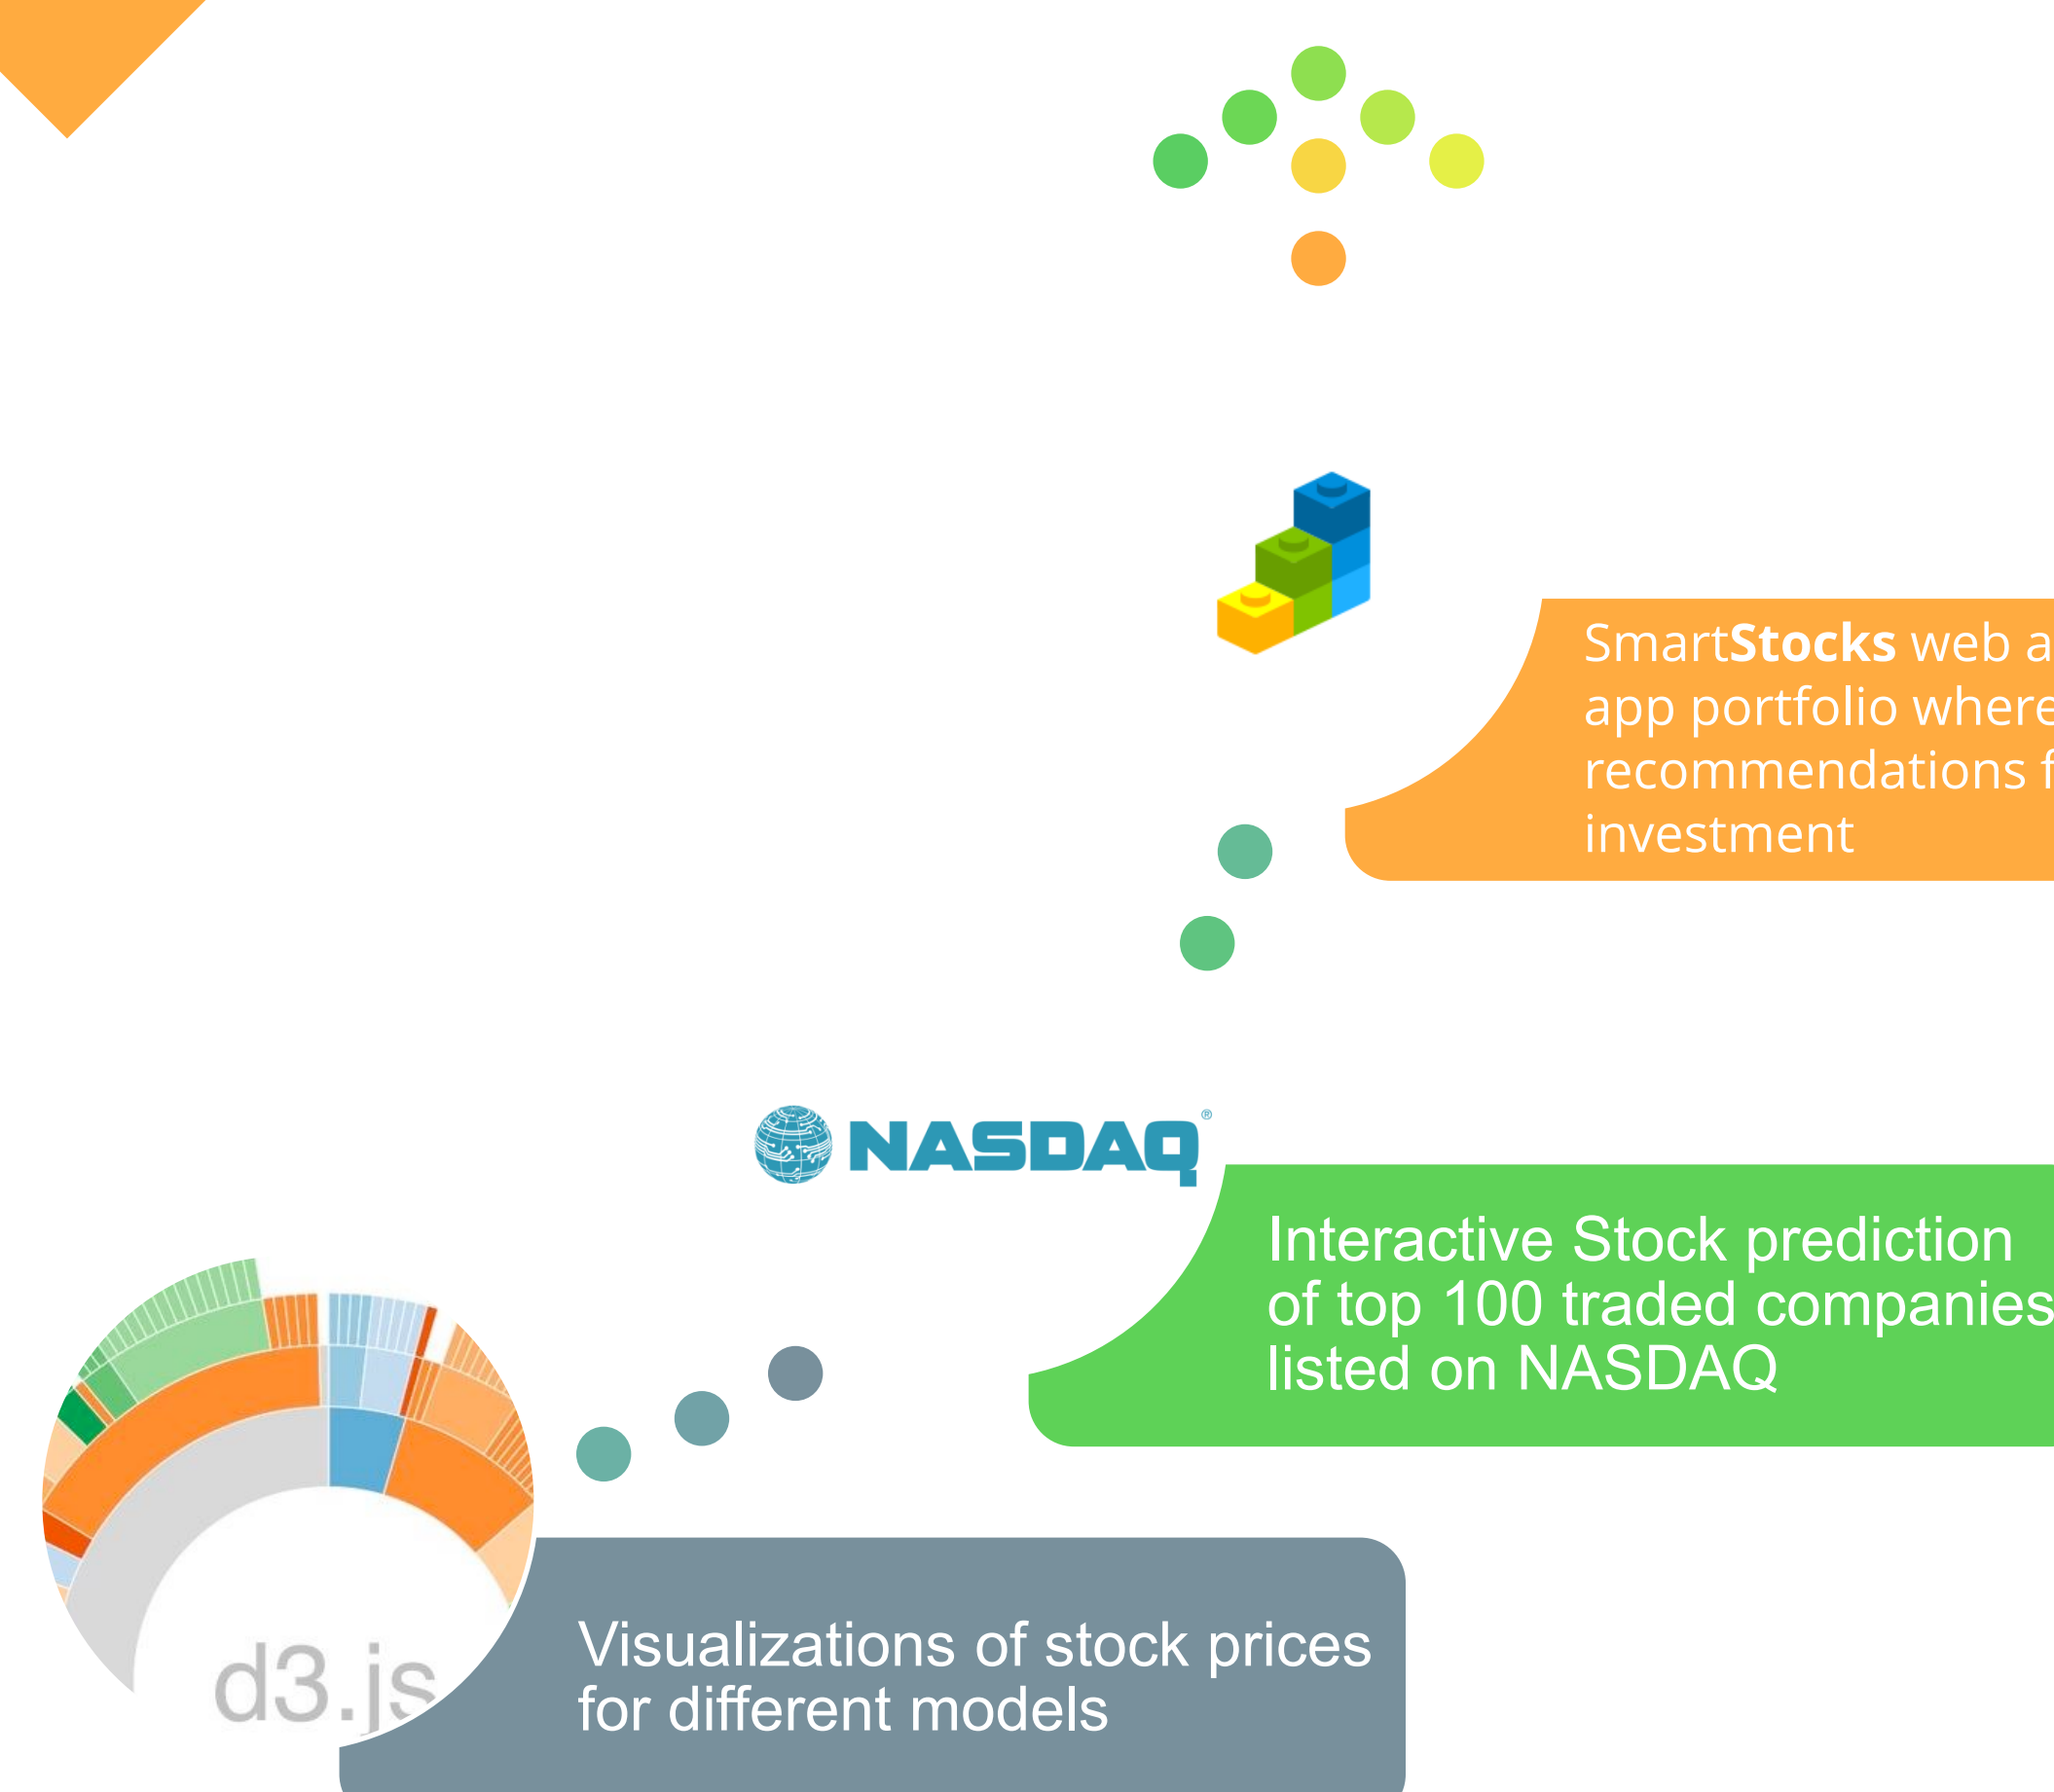 SmartStocks web a
app portfolio where
recommendations f
investment
NASDAQ®
Interactive Stock prediction
of top 100 traded companies
listed on NASDAQ
d3.js
Visualizations of stock prices
for different models